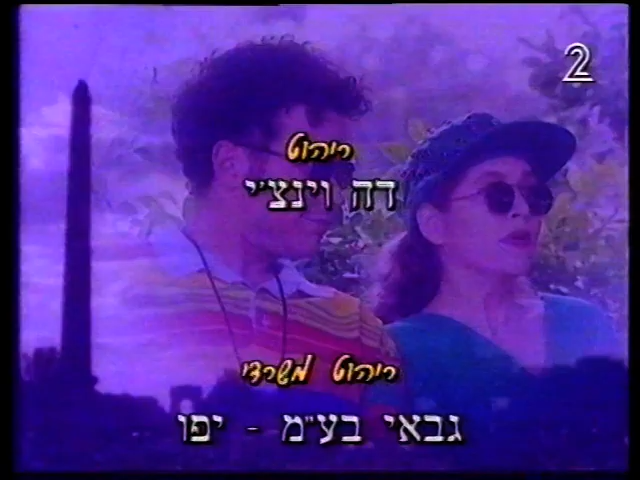 2
ריהוט
דה וינצ'י
ריהוט משרדי
גבאי בע"מ - יפו